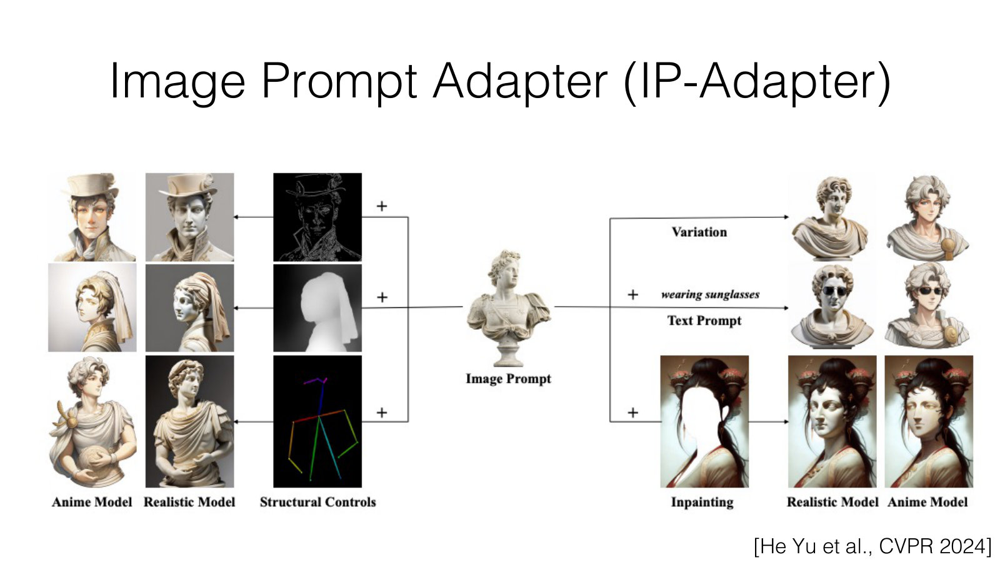 Image Prompt Adapter (IP-Adapter)
+
+
+
Anime Model
Realistic Model
Structural Controls
Image Prompt
Variation
+ wearing sunglasses
Text Prompt
+
Inpainting
Realistic Model
Anime Model
[He Yu et al., CVPR 2024]